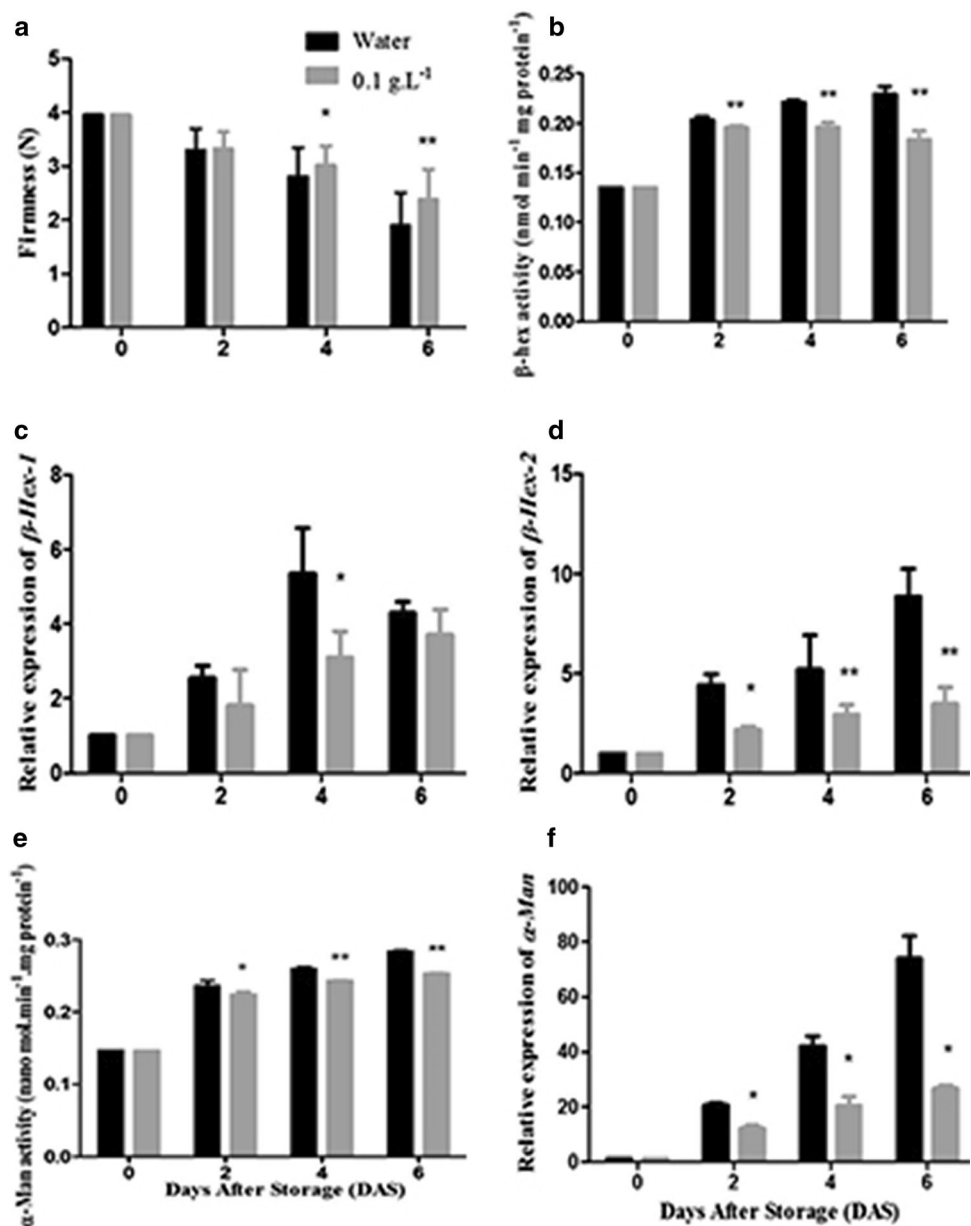 a
Water
0.1 g.L⁻¹
Firmness (N)
5
4
3
2
1
0
*
**
0 2 4 6
b
β-hex activity (nmol min⁻¹ mg protein⁻¹)
0.25
0.20
0.15
0.10
0.05
0.00
** ** **
0 2 4 6
c
Relative expression of β-Hex-1
8
6
4
2
0
*
0 2 4 6
d
Relative expression of β-Hex-2
15
10
5
0
* ** **
0 2 4 6
e
α-Man activity (nano mol.min⁻¹.mg protein⁻¹)
0.3
0.2
0.1
0.0
* ** **
0 2 4 6
Days After Storage (DAS)
f
Relative expression of α-Man
100
80
60
40
20
0
* * *
0 2 4 6
Days After Storage (DAS)